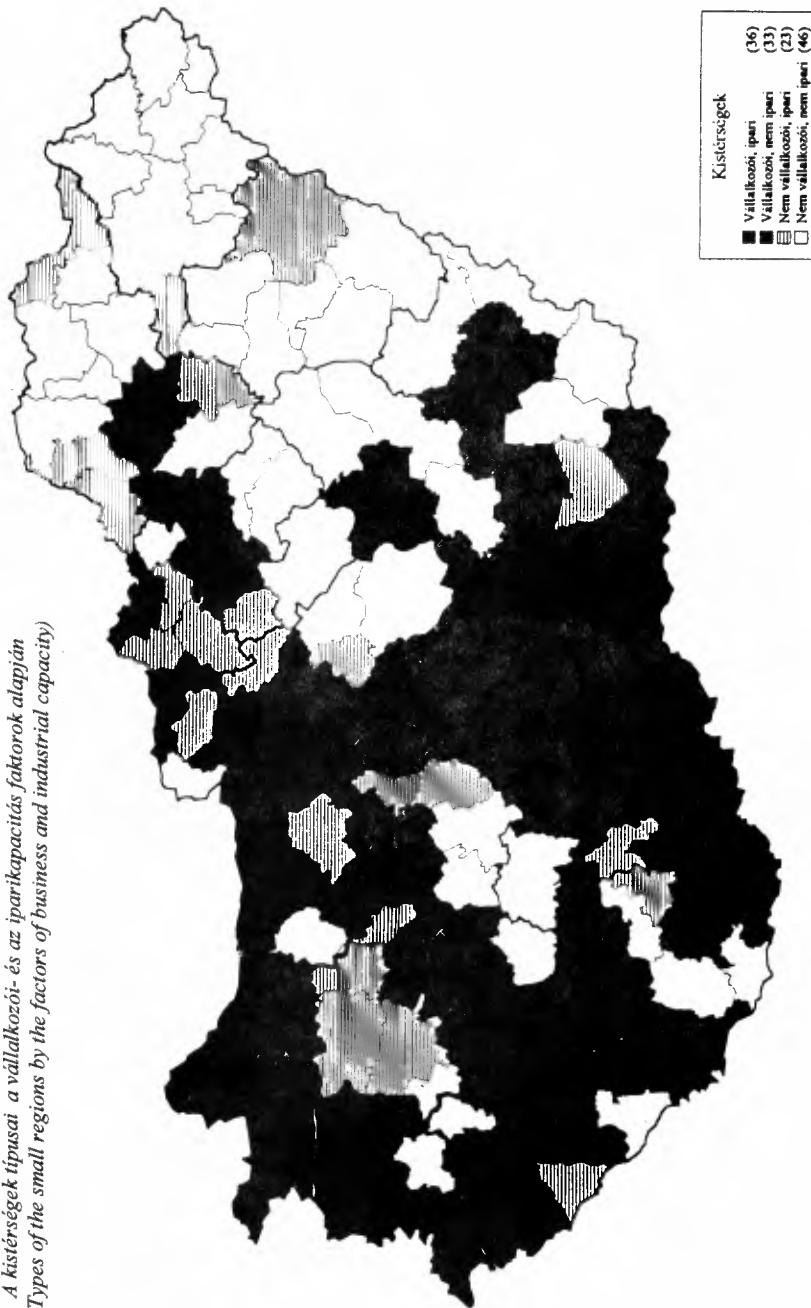 A kistérségek típusai a vállalkozói- és az iparikapacitás faktorok alapján
Types of the small regions by the factors of business and industrial capacity)
Kistérségek
Vállalkozói, ipari (36)
Vállalkozói, nem ipari (33)
Nem vállalkozói, ipari (23)
Nem vállalkozói, nem ipari (46)